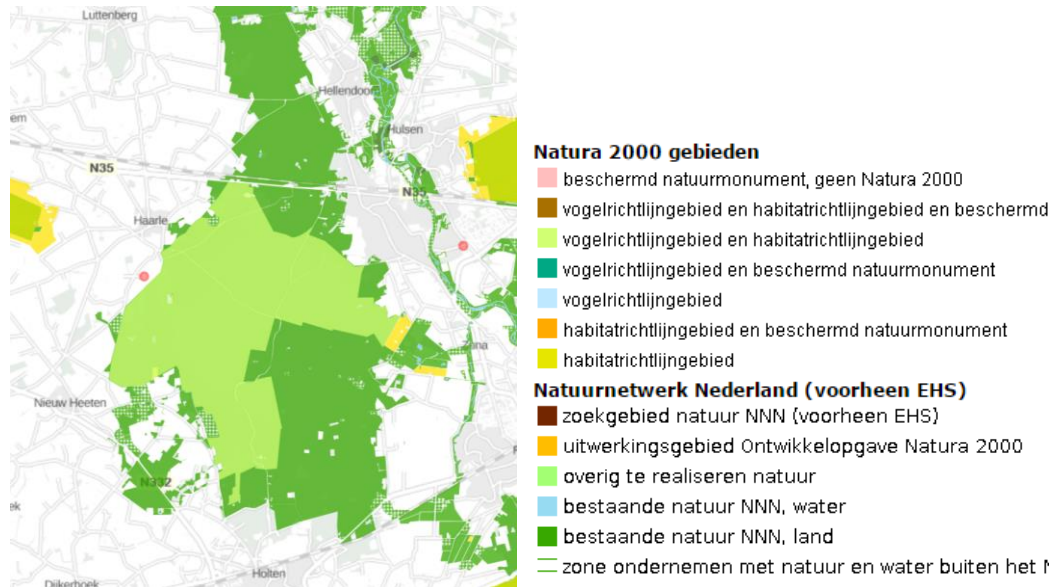 Luttenberg
Hellendoorn
Hulsen
N35
N35
Haarle
Nieuw Heeten
N332
Holten
Dijkerhoek
Natura 2000 gebieden
beschermd natuurmonument, geen Natura 2000
vogelrichtlijngebied en habitatrichtlijngebied en beschermd
vogelrichtlijngebied en habitatrichtlijngebied
vogelrichtlijngebied en beschermd natuurmonument
vogelrichtlijngebied
habitatrichtlijngebied en beschermd natuurmonument
habitatrichtlijngebied
Natuurnetwerk Nederland (voorheen EHS)
zoekgebied natuur NNN (voorheen EHS)
uitwerkingsgebied Ontwikkelopgave Natura 2000
overig te realiseren natuur
bestaande natuur NNN, water
bestaande natuur NNN, land
zone ondernemen met natuur en water buiten het